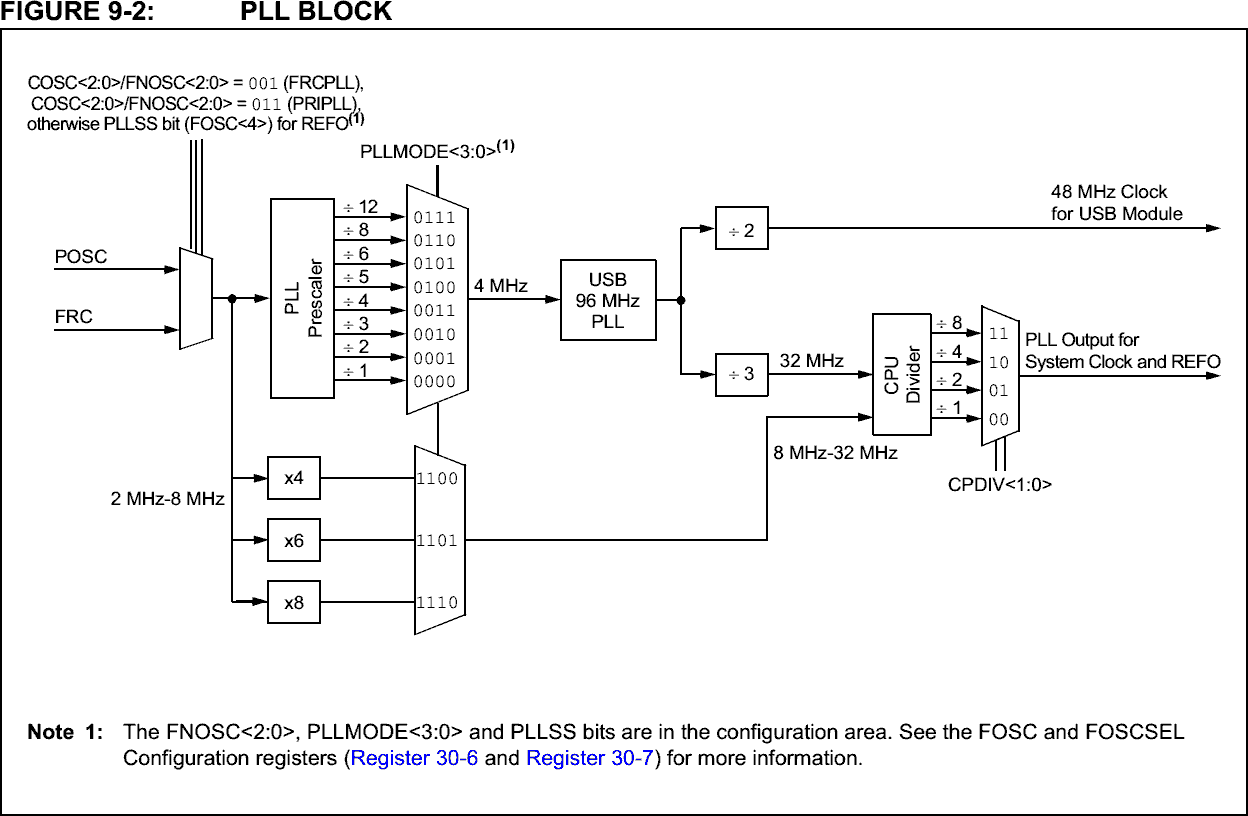 FIGURE 9-2: PLL BLOCK
COSC<2:0>/FNOSC<2:0> = 001 (FRCPLL),
COSC<2:0>/FNOSC<2:0> = 011 (PRIPLL),
otherwise PLLSS bit (FOSC<4>) for REFO(1)
PLLMODE<3:0>(1)
POSC
FRC
PLL
Prescaler
÷ 12
÷ 8
÷ 6
÷ 5
÷ 4
÷ 3
÷ 2
÷ 1
0111
0110
0101
0100
0011
0010
0001
0000
4 MHz
USB
96 MHz
PLL
÷ 2
48 MHz Clock
for USB Module
÷ 3
32 MHz
8 MHz-32 MHz
CPU
Divider
÷ 8
÷ 4
÷ 2
÷ 1
11
10
01
00
PLL Output for
System Clock and REFO
CPDIV<1:0>
2 MHz-8 MHz
x4
x6
x8
1100
1101
1110
Note 1: The FNOSC<2:0>, PLLMODE<3:0> and PLLSS bits are in the configuration area. See the FOSC and FOSCSEL
Configuration registers (Register 30-6 and Register 30-7) for more information.